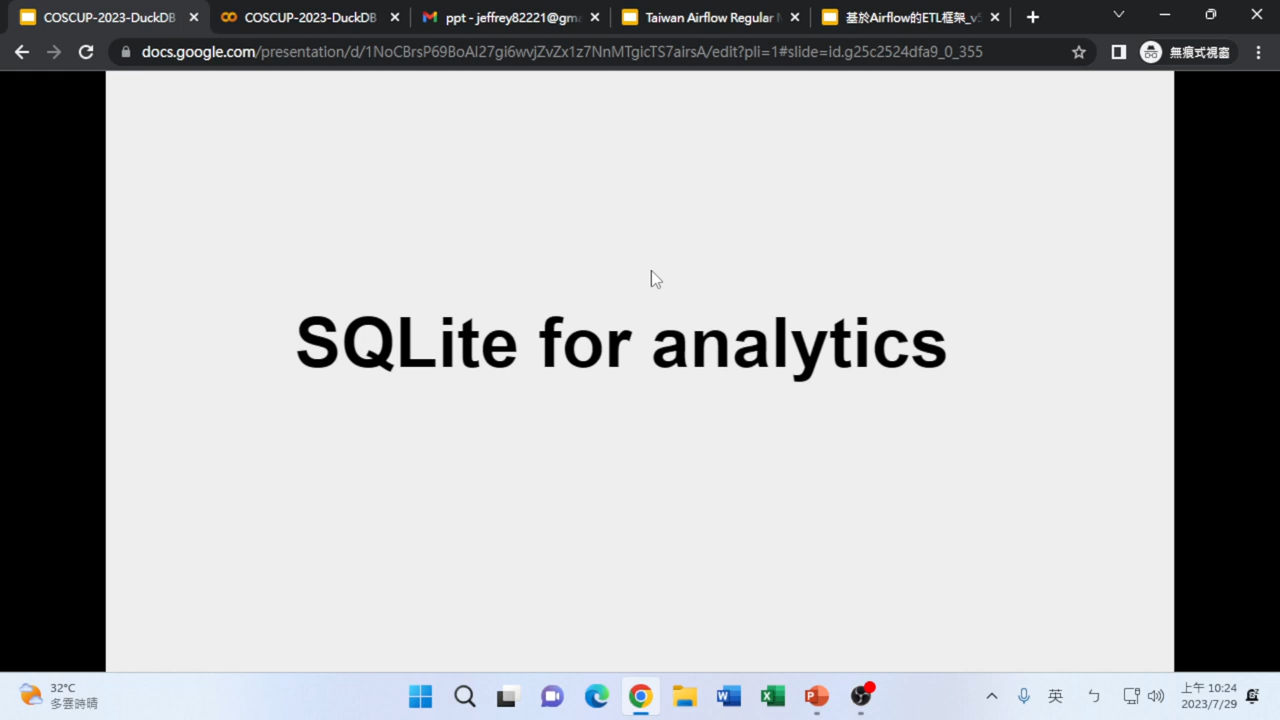 COSCUP-2023-DuckDB
COSCUP-2023-DuckDB
ppt - jeffrey82221@gma
Taiwan Airflow Regular
基於Airflow的ETL框架_v
docs.google.com/presentation/d/1NoCBrsP69BoAI27gi6wvjZvZx1z7NnMTgicTS7airsA/edit?pli=1#slide=id.g25c2524dfa9_0_355
無痕式視窗
SQLite for analytics
32°C
多雲時晴
英
ㄅ
上午 10:24
2023/7/29